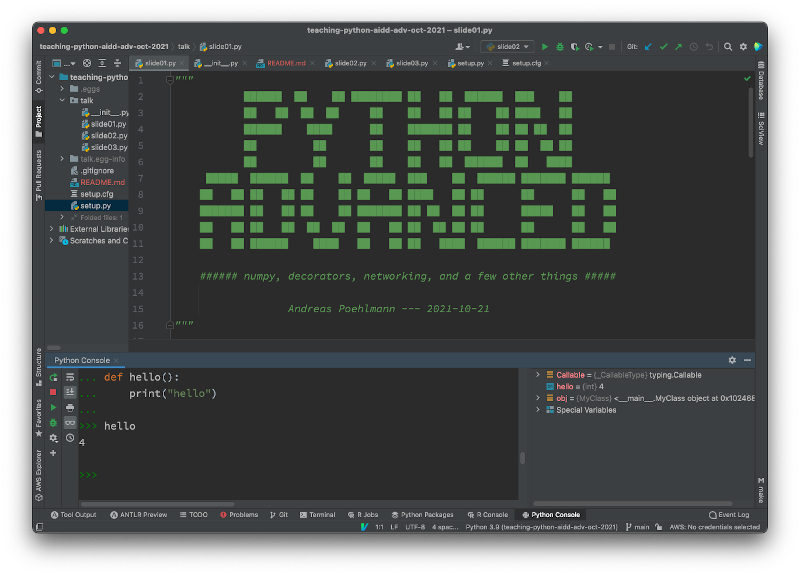 teaching-python-aidd-adv-oct-2021 – slide01.py
teaching-python-aidd-adv-oct-2021 talk slide01.py
slide02
Git:
slide01.py __init__.py README.md slide02.py slide03.py setup.py setup.cfg
Commit
Project
Pull Requests
Structure
Favorites
AWS Explorer
teaching-pytho
.eggs
talk
__init__.py
slide01.py
slide02.py
slide03.py
talk.egg-info
.gitignore
README.md
setup.cfg
setup.py
Folded files: 1
External Libraries
Scratches and C
1 """
2
3
4
5
6
7
8
9
10
11
12
13 ###### numpy, decorators, networking, and a few other things #####
14
15 Andreas Poehlmann --- 2021-10-21
16 """
PYTHON
ADVANCED
Database
SciView
make
Python Console
... def hello():
... print("hello")
...
>>> hello
4
>>>
Callable = {_CallableType} typing.Callable
hello = {int} 4
obj = {MyClass} <__main__.MyClass object at 0x102468
Special Variables
Tool Output ANTLR Preview TODO Problems Git Terminal R Jobs Python Packages R Console Python Console Event Log
1:1 LF UTF-8 4 spac... Python 3.9 (teaching-python-aidd-adv-oct-2021) main AWS: No credentials selected